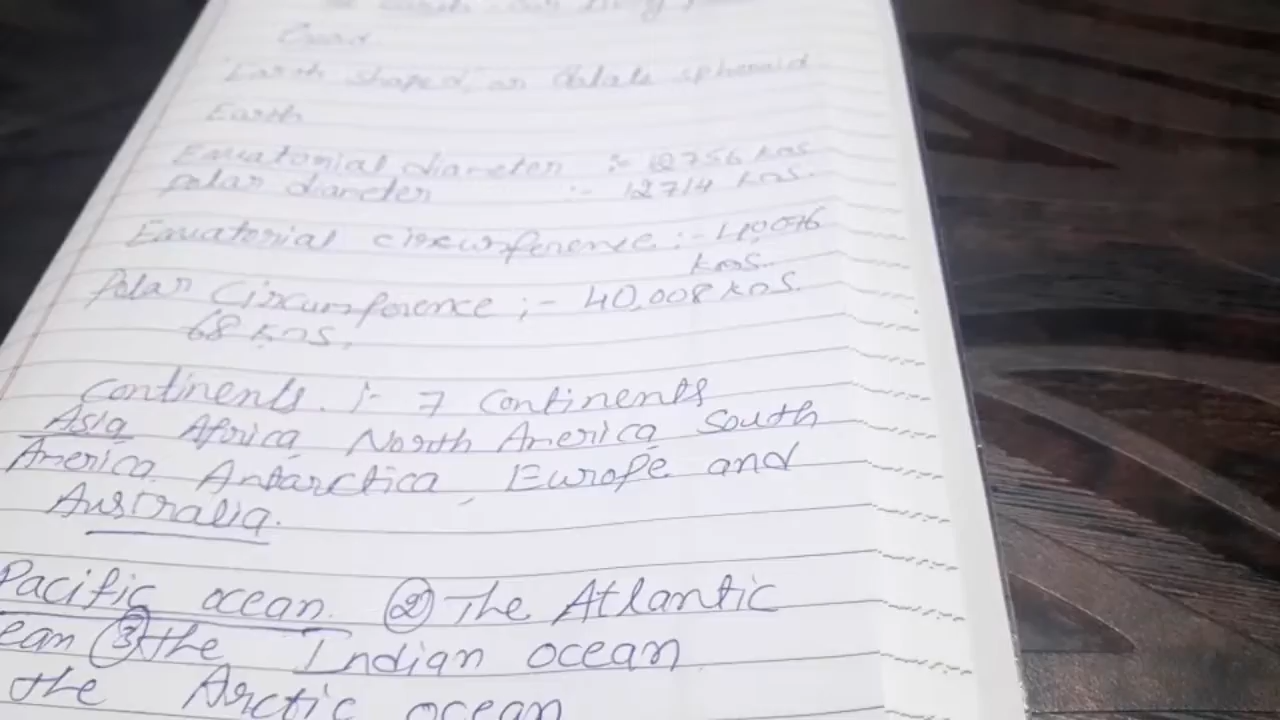 Earth shaped, an Oblate spheroid
Earth
Equatorial diameter :- 12756 kms
polar diameter :- 12714 kms.
Equatorial circumference :- 40,076
kms.
Polar Circumference ;- 40,008 kms.
68 kms.
Continents. :- 7 continents
Asia Africa, North America, South
America, Antarctica, Europe and
Australia.
Pacific ocean. ② The Atlantic
ean ③ the Indian ocean
the Arctic ocean